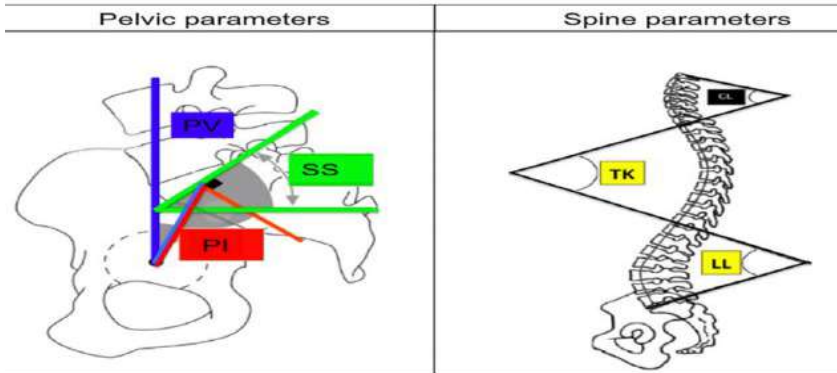 Pelvic parameters
Spine parameters
PV
SS
PI
CL
TK
LL